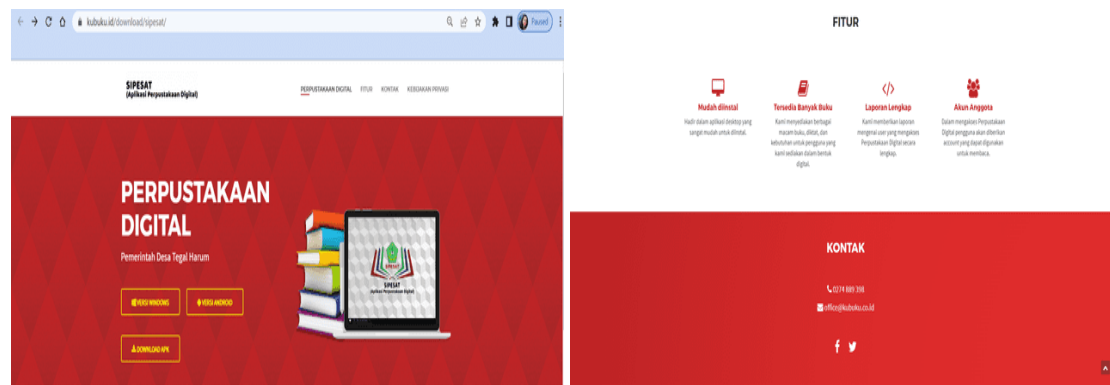 kubuku.id/download/sipesat/
Paused
SIPESAT
(Aplikasi Perpustakaan Digital)
PERPUSTAKAAN DIGITAL FITUR KONTAK KEBIJAKAN PRIVASI
PERPUSTAKAAN
DIGITAL
Pemerintah Desa Tegal Harum
VERSI WINDOWS VERSI ANDROID
DOWNLOAD APK
SIPESAT
SIPESAT
(Aplikasi Perpustakaan Digital)
FITUR
Mudah diinstal
Hadir dalam aplikasi desktop yang
sangat mudah untuk diinstal.
Tersedia Banyak Buku
Kami menyediakan berbagai
macam buku, diktat, dan
kebutuhan untuk pengguna yang
kami sediakan dalam bentuk
digital.
Laporan Lengkap
Kami memberikan laporan
mengenai user yang mengakses
Perpustakaan Digital secara
lengkap.
Akun Anggota
Dalam mengakses Perpustakaan
Digital pengguna akan diberikan
account yang dapat digunakan
untuk membaca.
KONTAK
0274 889 398
office@kubuku.co.id